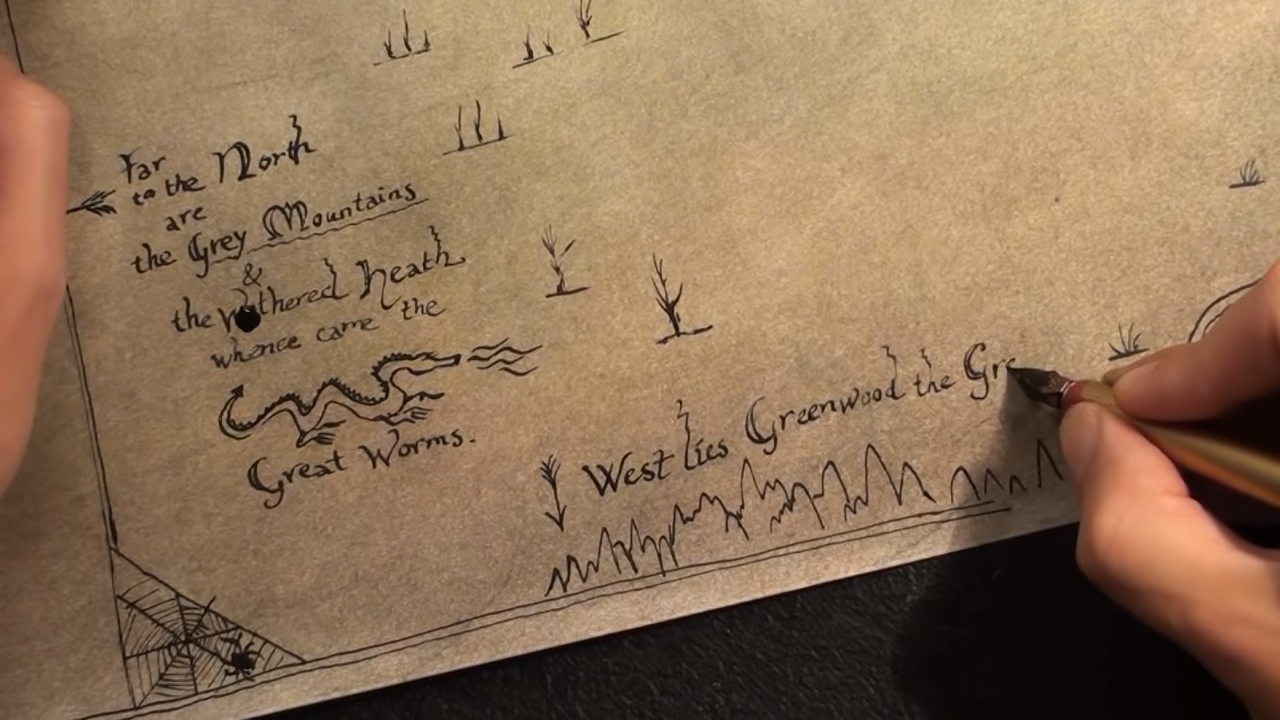 Far
to the North
are
the Grey Mountains
&
the Withered Heath
whence came the
Great Worms.
West lies Greenwood the Gre